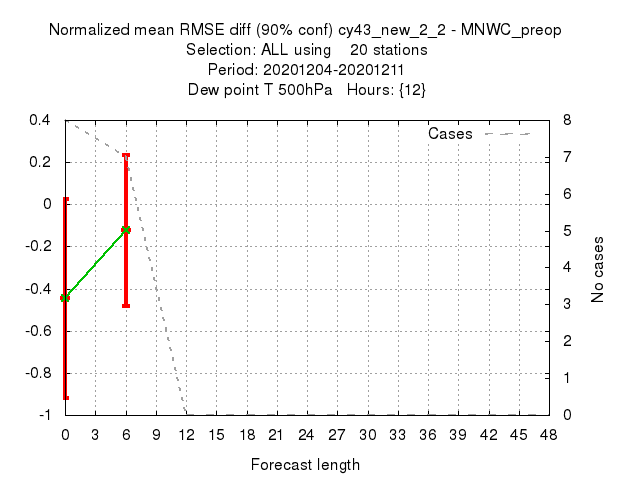 Normalized mean RMSE diff (90% conf) cy43_new_2_2 - MNWC_preop
Selection: ALL using 20 stations
Period: 20201204-20201211
Dew point T 500hPa Hours: {12}
Cases
0.4
0.2
0
-0.2
-0.4
-0.6
-0.8
-1
8
7
6
5
4
3
2
1
0
No cases
0 3 6 9 12 15 18 21 24 27 30 33 36 39 42 45 48
Forecast length